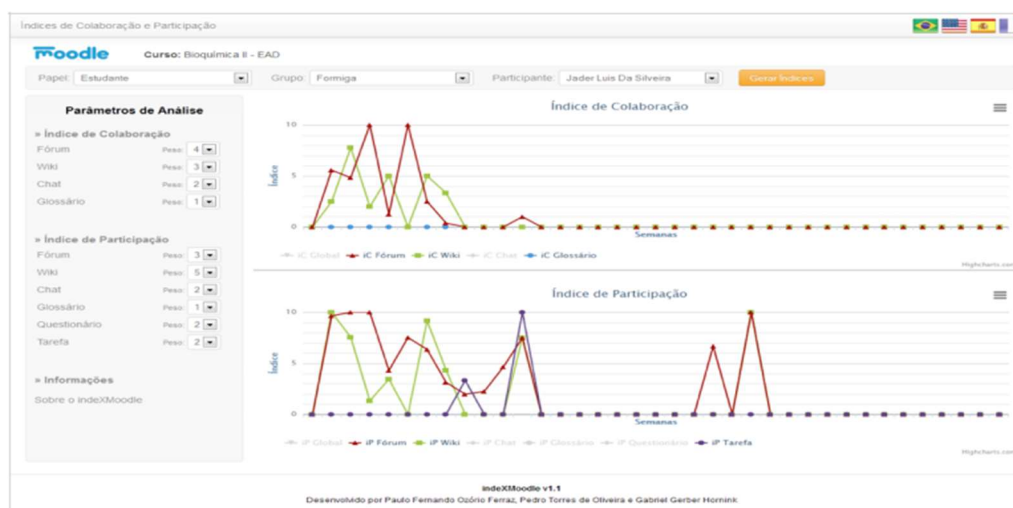 Índices de Colaboração e Participação
moodle Curso: Bioquímica II - EAD
Papel: Estudante Grupo: Formiga Participante: Jader Luis Da Silveira Gerar Índices
Parâmetros de Análise
» Índice de Colaboração
Fórum Peso: 4
Wiki Peso: 3
Chat Peso: 2
Glossário Peso: 1
» Índice de Participação
Fórum Peso: 3
Wiki Peso: 5
Chat Peso: 2
Glossário Peso: 1
Questionário Peso: 2
Tarefa Peso: 2
» Informações
Sobre o indeXMoodle
Índice de Colaboração
10
5
0
Índice
Semanas
iC Global iC Fórum iC Wiki iC Chat iC Glossário
Highcharts.com
Índice de Participação
10
5
0
Índice
Semanas
iP Global iP Fórum iP Wiki iP Chat iP Glossário iP Questionário iP Tarefa
Highcharts.com
indeXMoodle v1.1
Desenvolvido por Paulo Fernando Ozório Ferraz, Pedro Torres de Oliveira e Gabriel Gerber Hornink